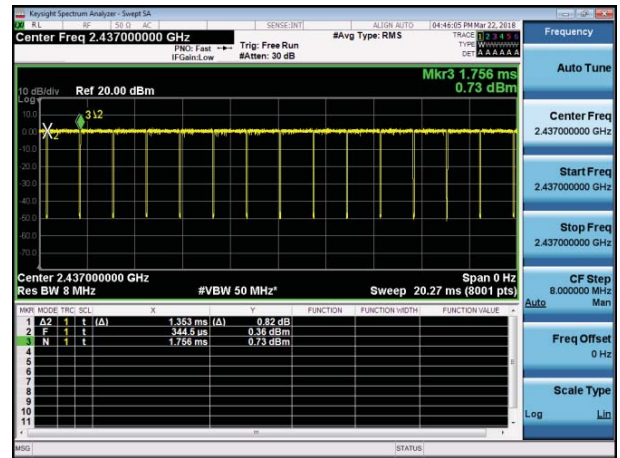 Keysight Spectrum Analyzer - Swept SA
RL RF 50 Ω AC SENSE:INT ALIGN AUTO 04:46:05 PM Mar 22, 2018
Center Freq 2.437000000 GHz
PNO: Fast
IFGain:Low
Trig: Free Run
#Atten: 30 dB
#Avg Type: RMS
TRACE 1 2 3 4 5 6
TYPE W
DET A A A A A A
Mkr3 1.756 ms
0.73 dBm
10 dB/div Ref 20.00 dBm
Log
10.0
0.00
-10.0
-20.0
-30.0
-40.0
-50.0
-60.0
-70.0
2
3 1Δ2
Center 2.437000000 GHz Span 0 Hz
Res BW 8 MHz #VBW 50 MHz* Sweep 20.27 ms (8001 pts)
MKR MODE TRC SCL X Y FUNCTION FUNCTION WIDTH FUNCTION VALUE
1 Δ2 1 t (Δ) 1.353 ms (Δ) 0.82 dB
2 F 1 t 344.5 µs 0.36 dBm
3 N 1 t 1.756 ms 0.73 dBm
4
5
6
7
8
9
10
11
MSG STATUS
Frequency
Auto Tune
Center Freq
2.437000000 GHz
Start Freq
2.437000000 GHz
Stop Freq
2.437000000 GHz
CF Step
8.000000 MHz
Auto Man
Freq Offset
0 Hz
Scale Type
Log Lin